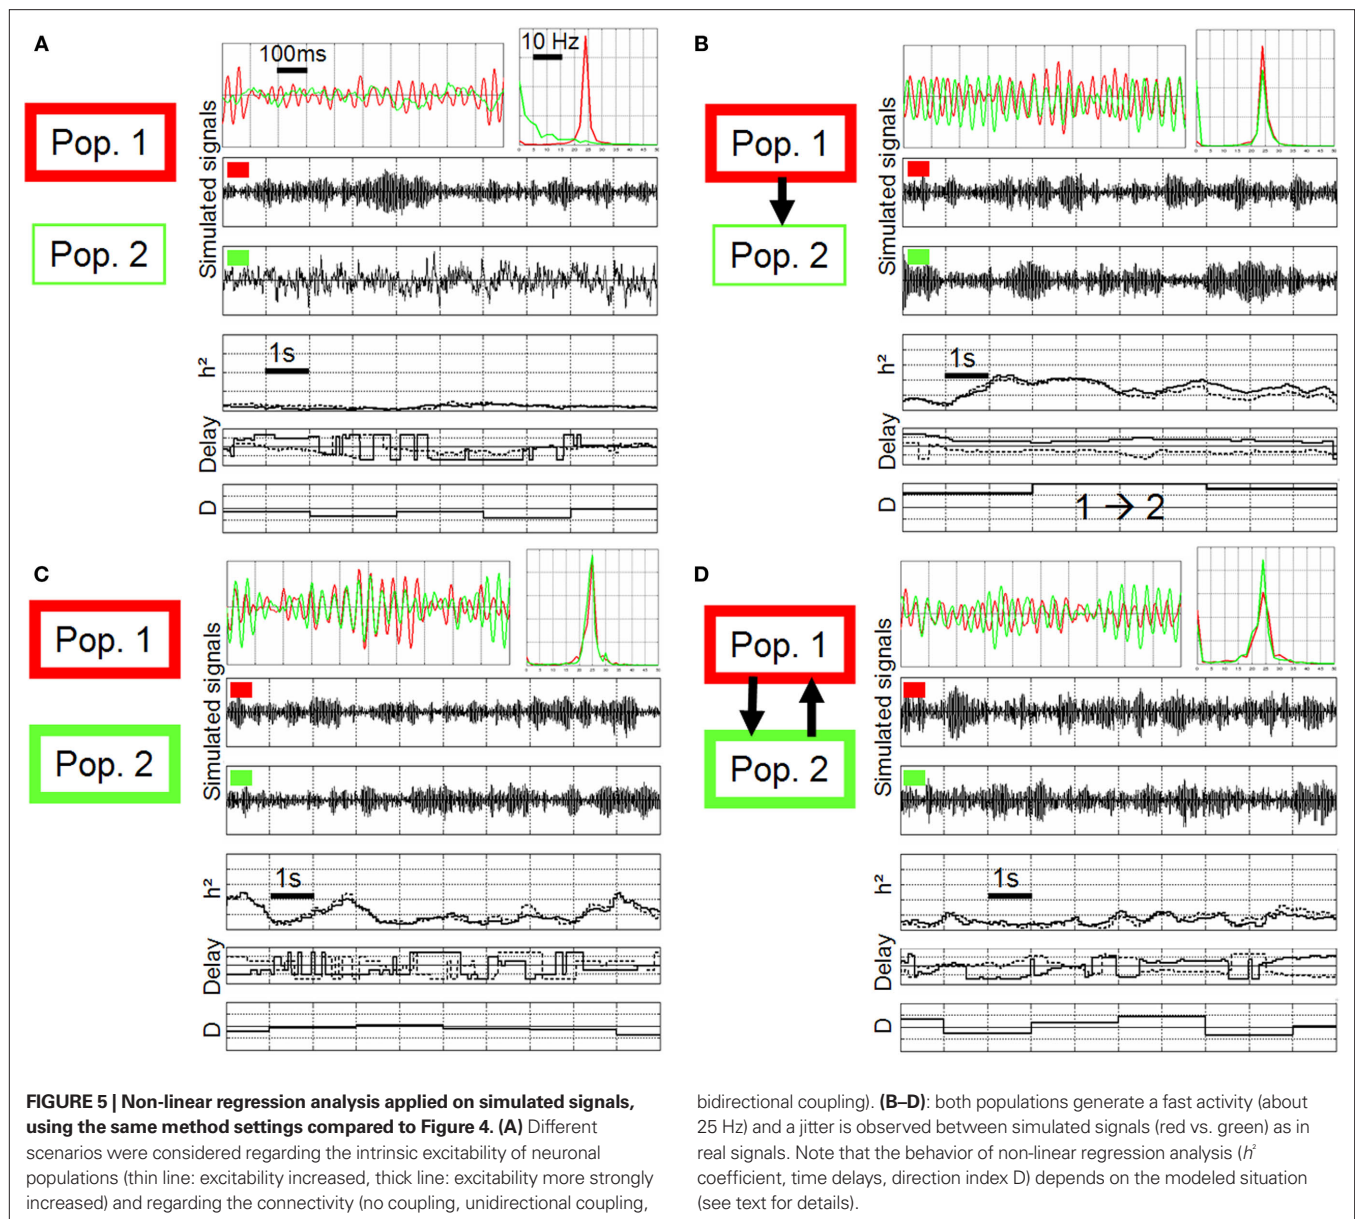 A
100ms
10 Hz
Pop. 1
Pop. 2
Simulated signals
h²
1s
Delay
D
B
Pop. 1
Pop. 2
Simulated signals
h²
1s
Delay
D
1 → 2
C
Pop. 1
Pop. 2
Simulated signals
h²
1s
Delay
D
D
Pop. 1
Pop. 2
Simulated signals
h²
1s
Delay
D
FIGURE 5 | Non-linear regression analysis applied on simulated signals,
using the same method settings compared to Figure 4. (A) Different
scenarios were considered regarding the intrinsic excitability of neuronal
populations (thin line: excitability increased, thick line: excitability more strongly
increased) and regarding the connectivity (no coupling, unidirectional coupling,
bidirectional coupling). (B–D): both populations generate a fast activity (about
25 Hz) and a jitter is observed between simulated signals (red vs. green) as in
real signals. Note that the behavior of non-linear regression analysis (h²
coefficient, time delays, direction index D) depends on the modeled situation
(see text for details).